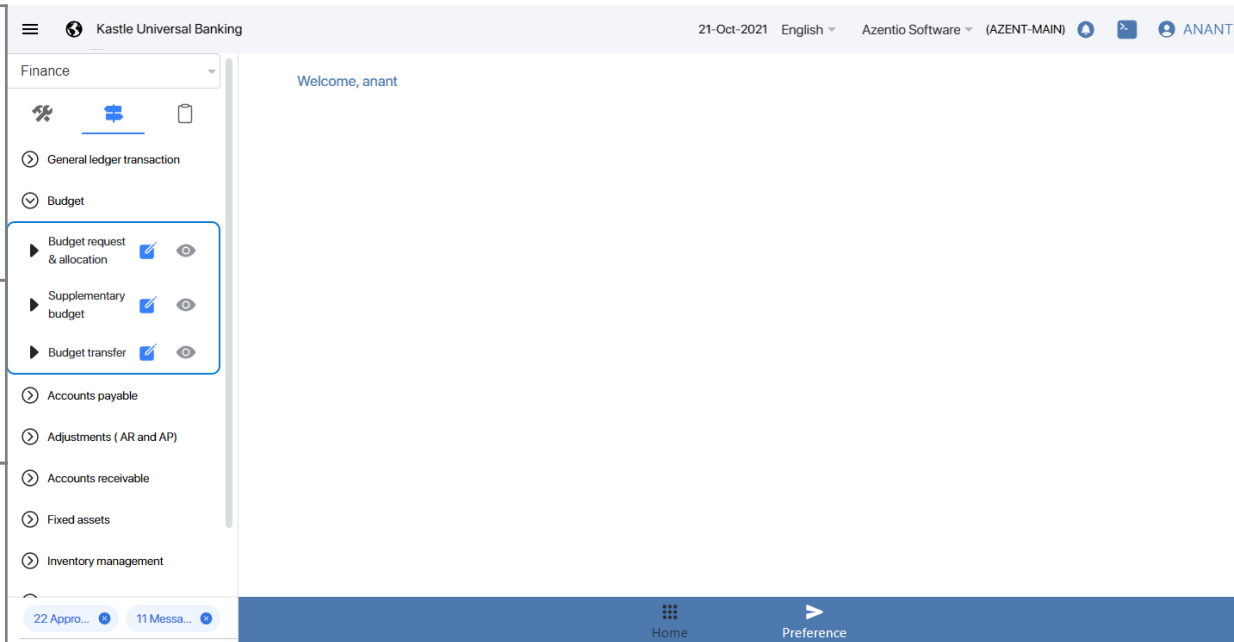 Kastle Universal Banking
21-Oct-2021 English Azentio Software (AZENT-MAIN) ANANT
Finance
Welcome, anant
General ledger transaction
Budget
Budget request
& allocation
Supplementary
budget
Budget transfer
Accounts payable
Adjustments ( AR and AP)
Accounts receivable
Fixed assets
Inventory management
22 Appro... 11 Messa...
Home Preference